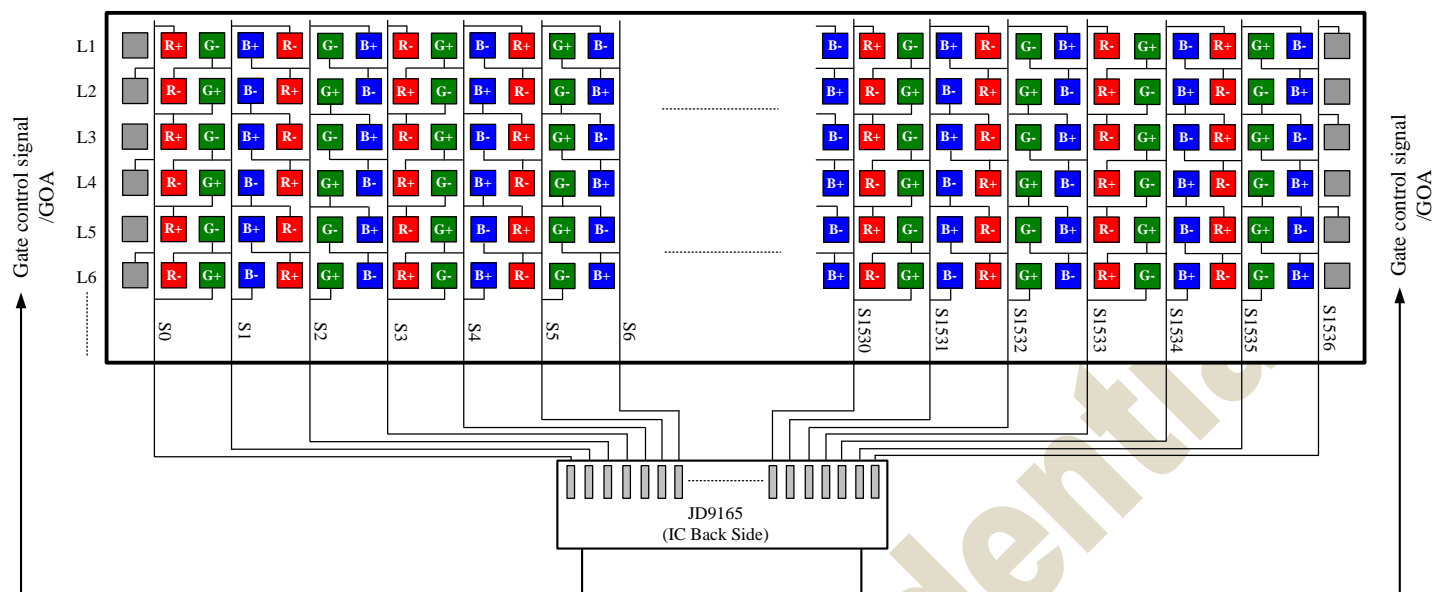 L1 R+ G- B+ R- G- B+ R- G+ B- R+ G+ B- B- R+ G- B+ R- G- B+ R- G+ B- R+ G+ B-
L2 R- G+ B- R+ G+ B- R+ G- B+ R- G- B+ B+ R- G+ B- R+ G+ B- R+ G- B+ R- G- B+
L3 R+ G- B+ R- G- B+ R- G+ B- R+ G+ B- B- R+ G- B+ R- G- B+ R- G+ B- R+ G+ B-
L4 R- G+ B- R+ G+ B- R+ G- B+ R- G- B+ B+ R- G+ B- R+ G+ B- R+ G- B+ R- G- B+
L5 R+ G- B+ R- G- B+ R- G+ B- R+ G+ B- B- R+ G- B+ R- G- B+ R- G+ B- R+ G+ B-
L6 R- G+ B- R+ G+ B- R+ G- B+ R- G- B+ B+ R- G+ B- R+ G+ B- R+ G- B+ R- G- B+
Gate control signal
/GOA
Gate control signal
/GOA
S0 S1 S2 S3 S4 S5 S6 S1530 S1531 S1532 S1533 S1534 S1535 S1536
JD9165
(IC Back Side)